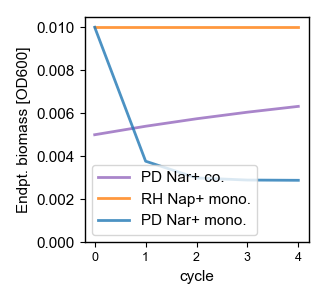 Endpt. biomass [OD600]
0.010
0.008
0.006
0.004
0.002
0.000
PD Nar+ co.
RH Nap+ mono.
PD Nar+ mono.
0 1 2 3 4
cycle